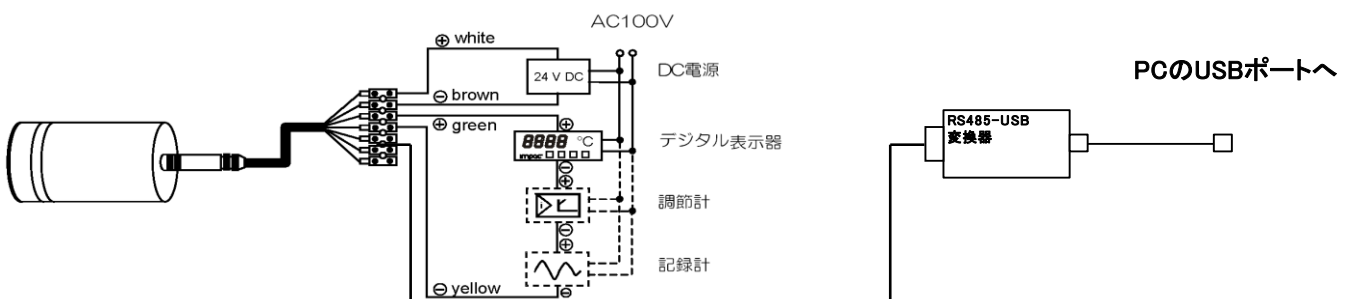 AC100V
⊕ white
24 V DC
DC電源
⊖ brown
⊕ green
8888 °C
impac
デジタル表示器
調節計
記録計
⊖ yellow
PCのUSBポートへ
RS485-USB
変換器